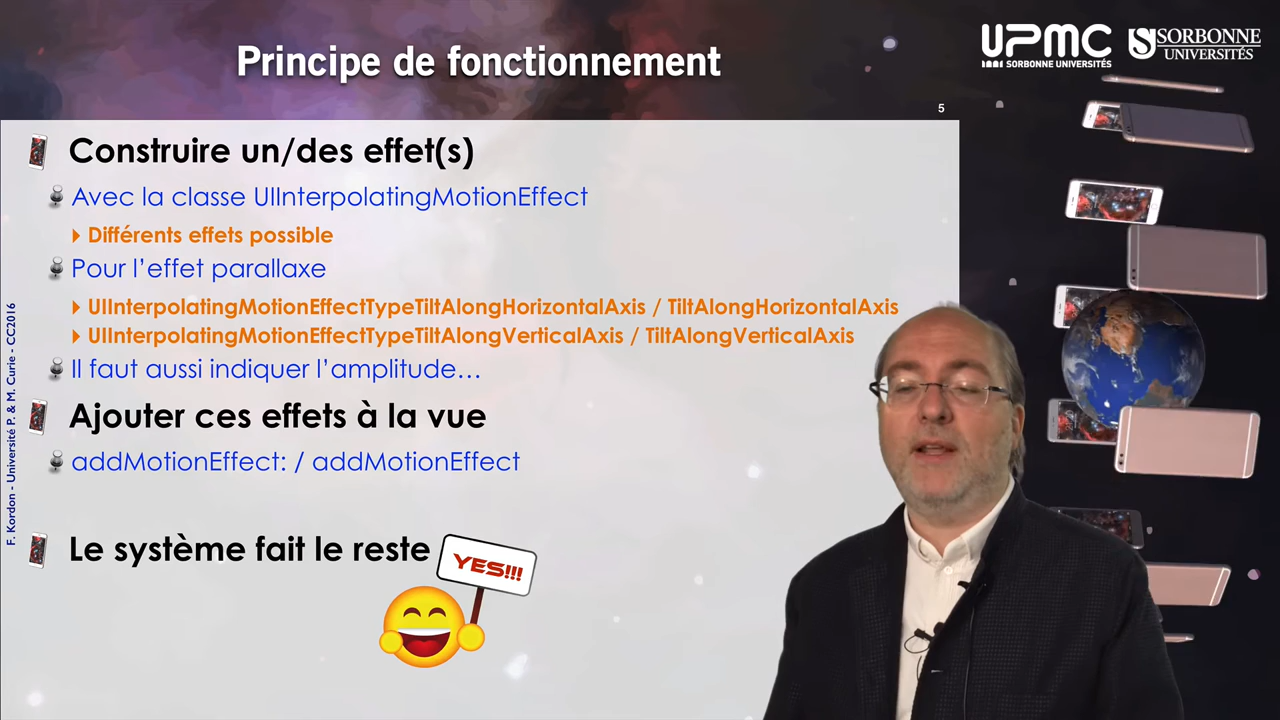 Principe de fonctionnement
UPMC
SORBONNE UNIVERSITÉS
SORBONNE
UNIVERSITÉS
5
Construire un/des effet(s)
Avec la classe UIInterpolatingMotionEffect
Différents effets possible
Pour l’effet parallaxe
UIInterpolatingMotionEffectTypeTiltAlongHorizontalAxis / TiltAlongHorizontalAxis
UIInterpolatingMotionEffectTypeTiltAlongVerticalAxis / TiltAlongVerticalAxis
Il faut aussi indiquer l’amplitude…
Ajouter ces effets à la vue
addMotionEffect: / addMotionEffect
Le système fait le reste
YES!!!
F. Kordon - Université P. & M. Curie - CC2016